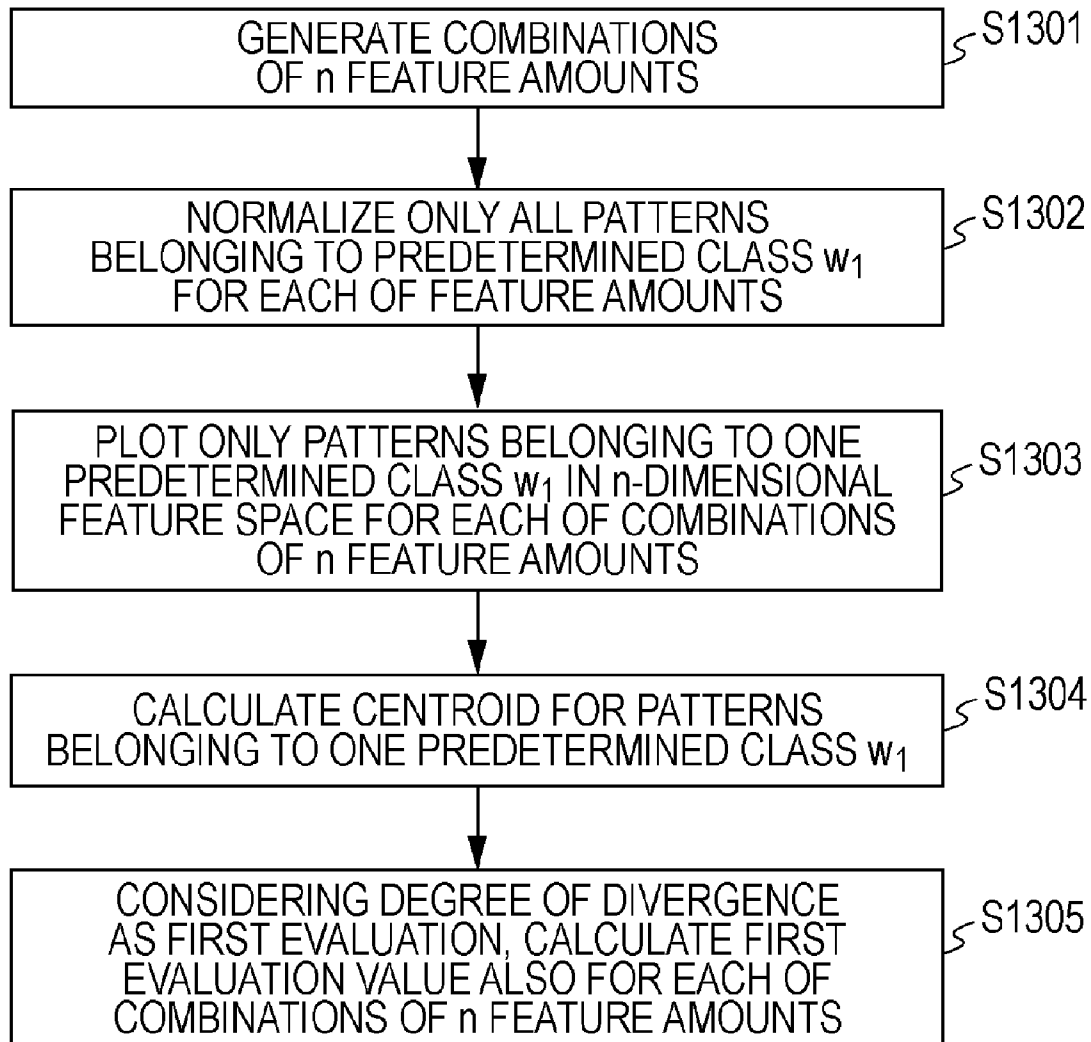 GENERATE COMBINATIONS
OF n FEATURE AMOUNTS
S1301
NORMALIZE ONLY ALL PATTERNS
BELONGING TO PREDETERMINED CLASS w₁
FOR EACH OF FEATURE AMOUNTS
S1302
PLOT ONLY PATTERNS BELONGING TO ONE
PREDETERMINED CLASS w₁ IN n-DIMENSIONAL
FEATURE SPACE FOR EACH OF COMBINATIONS
OF n FEATURE AMOUNTS
S1303
CALCULATE CENTROID FOR PATTERNS
BELONGING TO ONE PREDETERMINED CLASS w₁
S1304
CONSIDERING DEGREE OF DIVERGENCE
AS FIRST EVALUATION, CALCULATE FIRST
EVALUATION VALUE ALSO FOR EACH OF
COMBINATIONS OF n FEATURE AMOUNTS
S1305